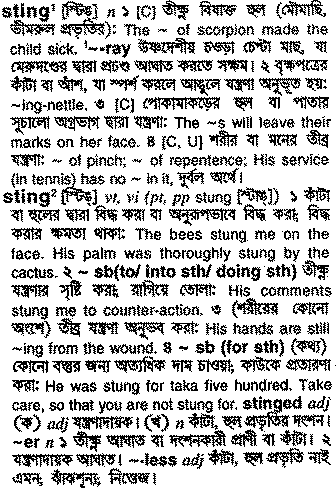 sting¹ [স্টিঙ্] n ১ [C] তীক্ষ্ণ বিষাক্ত হুল (মৌমাছি,
ভীমরুল প্রভৃতির): The ~ of scorpion made the
child sick. '~-ray উষ্ণদেশীয় চওড়া চেপ্টা মাছ, যা
মেরুদণ্ডের দ্বারা প্রচণ্ড আঘাত করতে সক্ষম। ২ বৃক্ষপত্রের
কাঁটা বা আঁশ, যা স্পর্শ করলে আঙ্গুলে যন্ত্রণা অনুভূত হয়:
~ing-nettle. ৩ [C] পোকামাকড়ের হুল বা পাতার
সুচালো অগ্রভাগ দ্বারা যন্ত্রণা: The ~s will leave their
marks on her face. ৪ [C, U] শরীর বা মনের তীব্র
যন্ত্রণা: ~ of pinch; ~ of repentence; His service
(in tennis) has no ~ in it, দুর্বল অর্থে।
sting² [স্টিঙ্] vt, vi (pt, pp stung [স্টাঙ্]) ১ কাঁটা
বা হুলের দ্বারা বিদ্ধ করা বা অনুরূপভাবে বিদ্ধ করা; বিদ্ধ
করার ক্ষমতা থাকা: The bees stung me on the
face. His palm was thoroughly stung by the
cactus. ২ ~ sb(to/ into sth/ doing sth) তীক্ষ্ণ
যন্ত্রণার সৃষ্টি করা; রাগিয়ে তোলা: His comments
stung me to counter-action. ৩ (শরীরের কোনো
অংশে) তীব্র যন্ত্রণা অনুভব করা: His hands are still
~ing from the wound. ৪ ~ sb (for sth) (কথ্য)
কোনো বস্তুর জন্য অত্যধিক দাম চাওয়া, কাউকে প্রতারণা
করা: He was stung for taka five hundred. Take
care, so that you are not stung for. stinged adj
(ক) adj যন্ত্রণাদায়ক। (খ) n কাঁটা, হুল প্রভৃতির দংশন।
~er n ১ তীক্ষ্ণ আঘাত বা দংশনকারী প্রাণী বা কাঁটা। ২
যন্ত্রণাদায়ক আঘাত। ~-less adj কাঁটা, হুল প্রভৃতি নাই
এমন, ঝাঁঝশূন্য, নিস্তেজ।